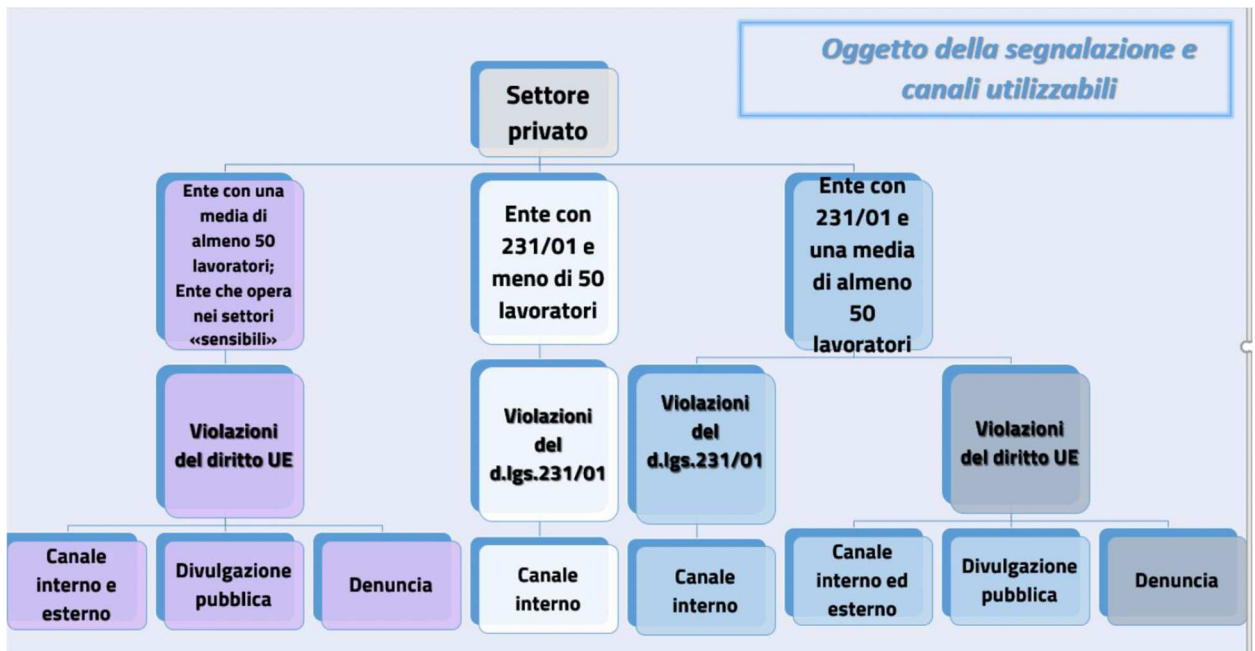 Oggetto della segnalazione e
canali utilizzabili
Settore
privato
Ente con una
media di
almeno 50
lavoratori;
Ente che opera
nei settori
«sensibili»
Ente con
231/01 e
meno di 50
lavoratori
Ente con
231/01 e
una media
di almeno
50
lavoratori
Violazioni
del diritto UE
Violazioni
del
d.lgs.231/01
Violazioni
del
d.lgs.231/01
Violazioni
del diritto UE
Canale
interno e
esterno
Divulgazione
pubblica
Denuncia
Canale
interno
Canale
interno
Canale
interno ed
esterno
Divulgazione
pubblica
Denuncia